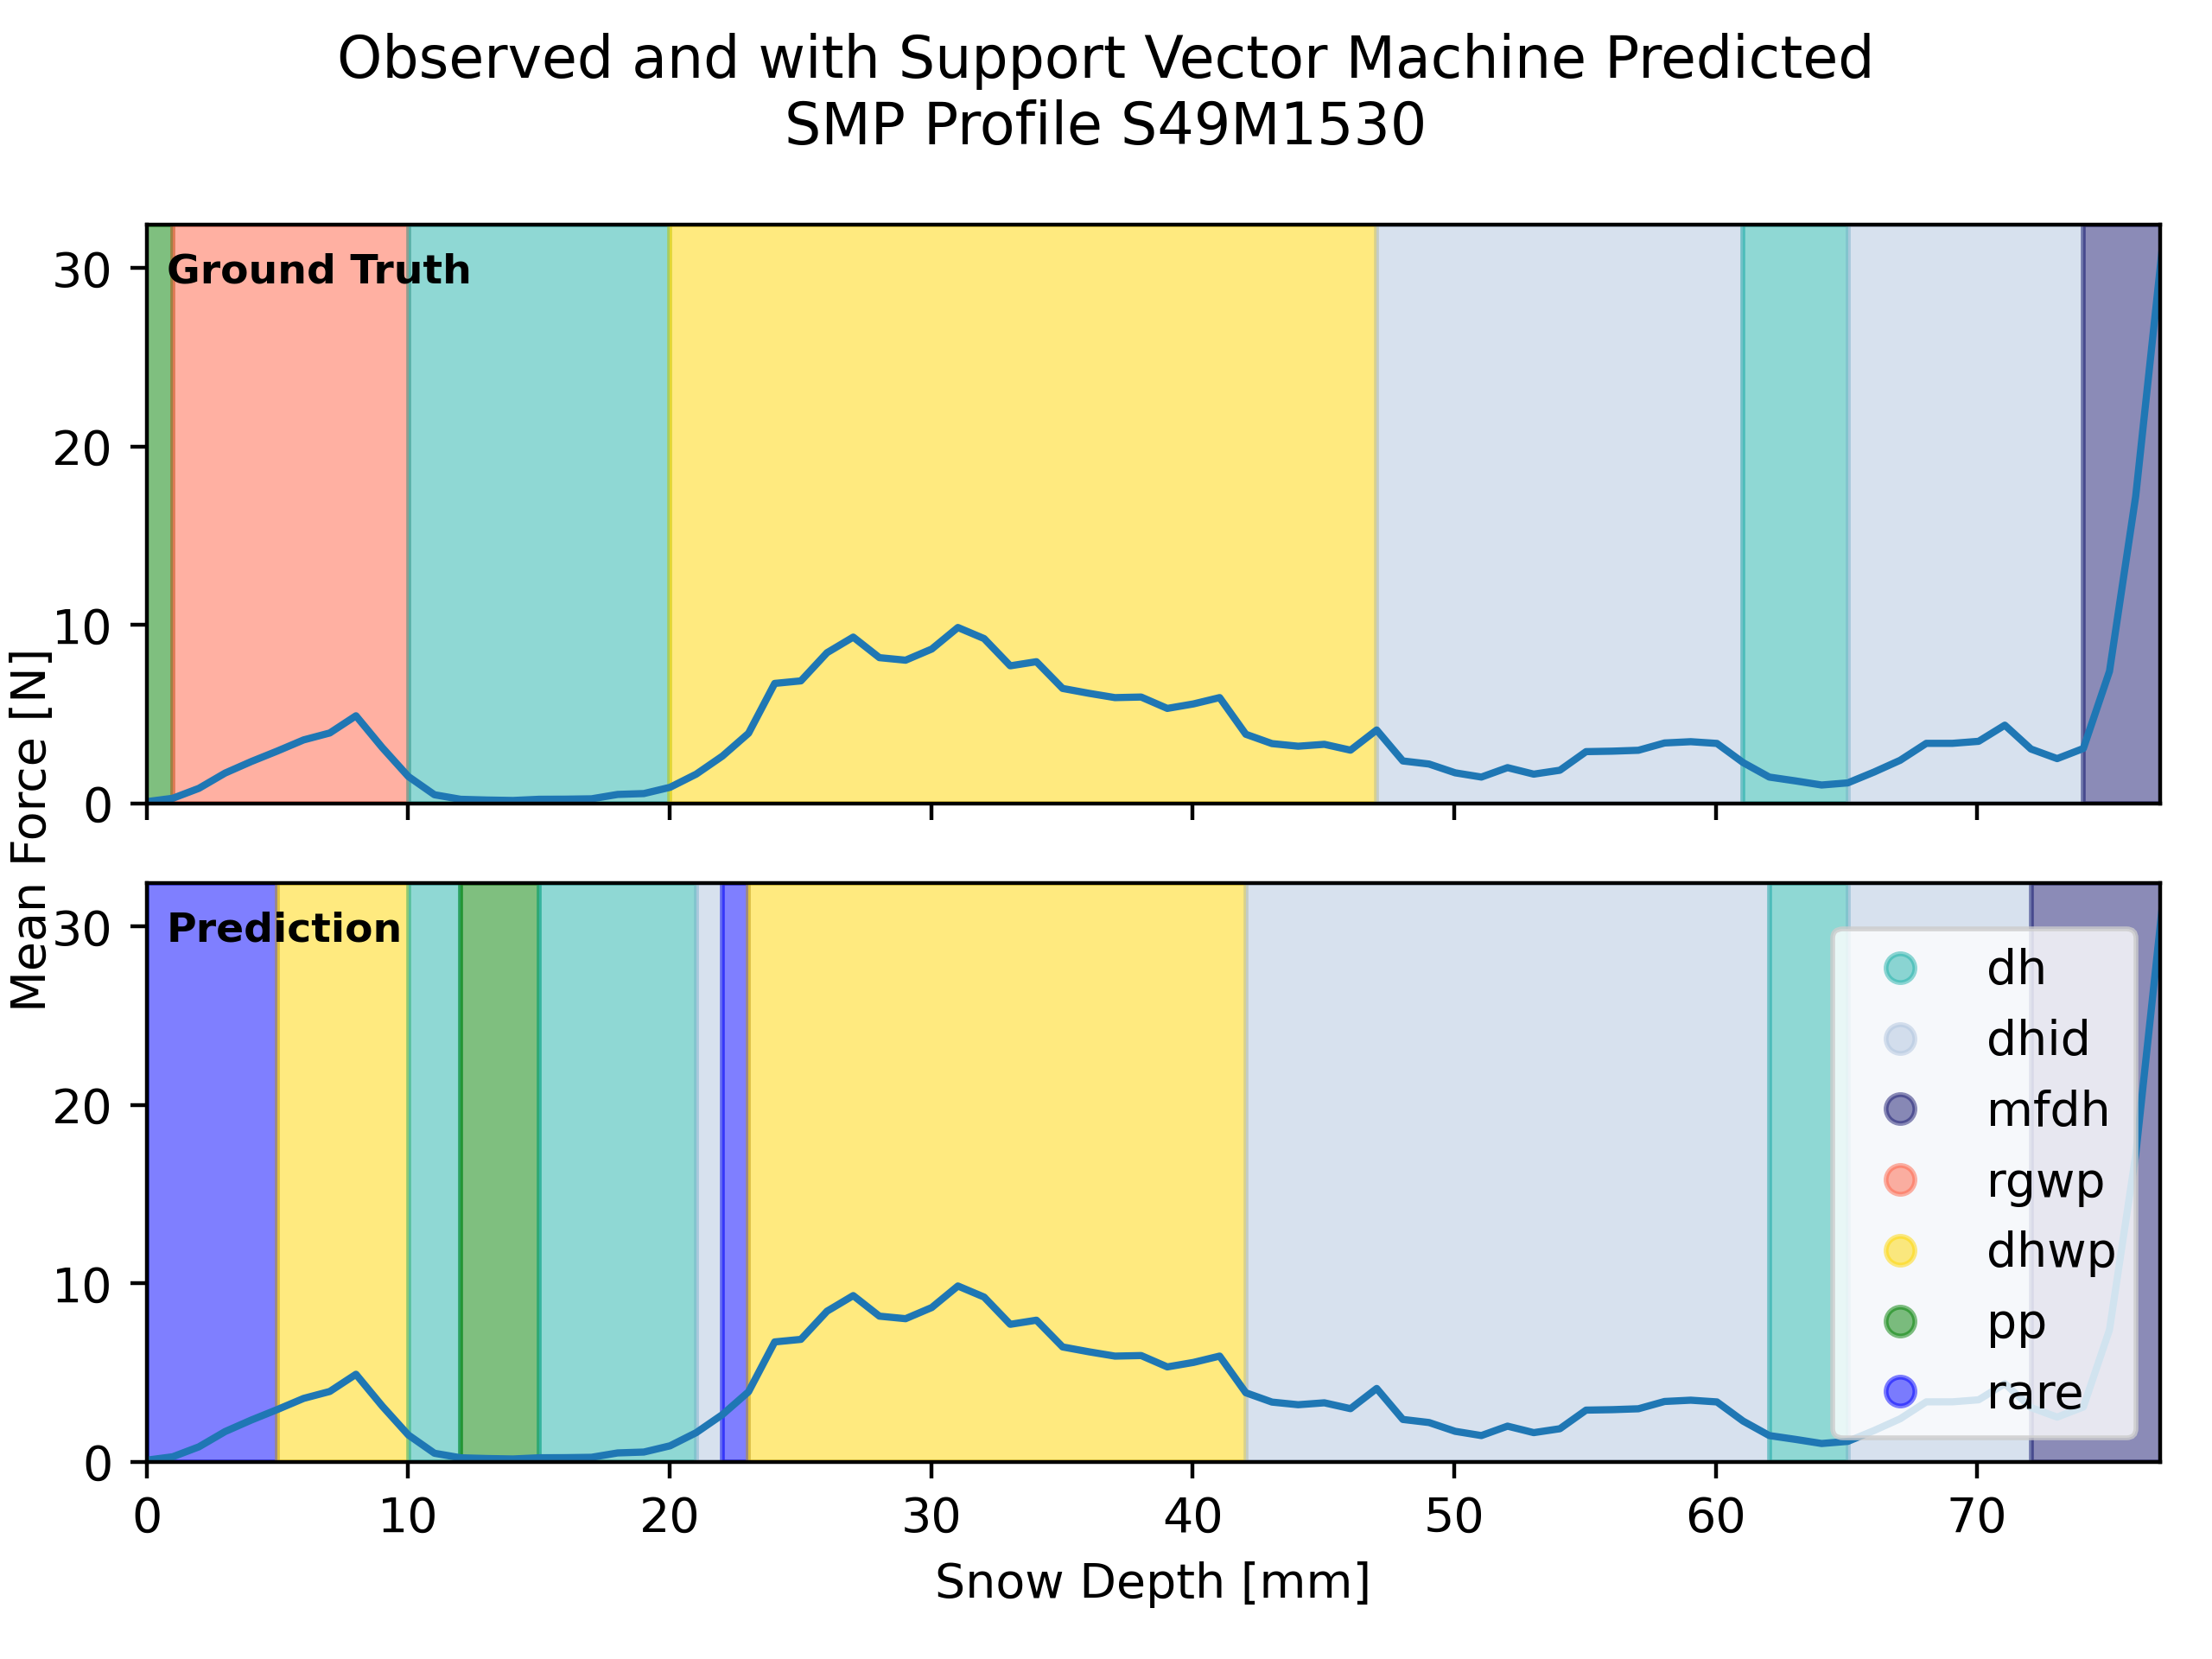 Observed and with Support Vector Machine Predicted
SMP Profile S49M1530
Mean Force [N]
30
20
10
0
Ground Truth
30
20
10
0
Prediction
dh
dhid
mfdh
rgwp
dhwp
pp
rare
0 10 20 30 40 50 60 70
Snow Depth [mm]